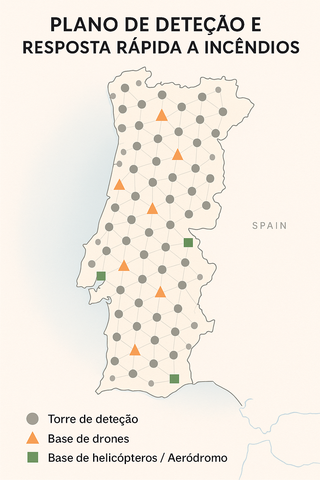 PLANO DE DETEÇÃO E
RESPOSTA RÁPIDA A INCÊNDIOS
SPAIN
Torre de deteção
Base de drones
Base de helicópteros / Aeródromo